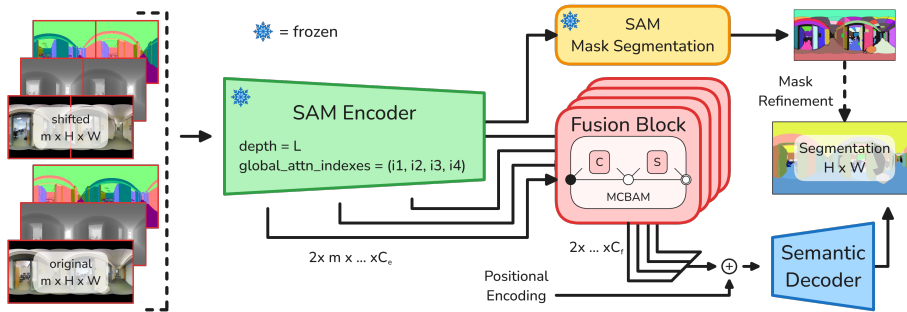 = frozen
SAM
Mask Segmentation
shifted
m x H x W
SAM Encoder
depth = L
global_attn_indexes = (i1, i2, i3, i4)
Fusion Block
C
S
MCBAM
Mask
Refinement
Segmentation
H x W
original
m x H x W
2x m x ... xCₑ
2x ... xC_f
Positional
Encoding
+
Semantic
Decoder